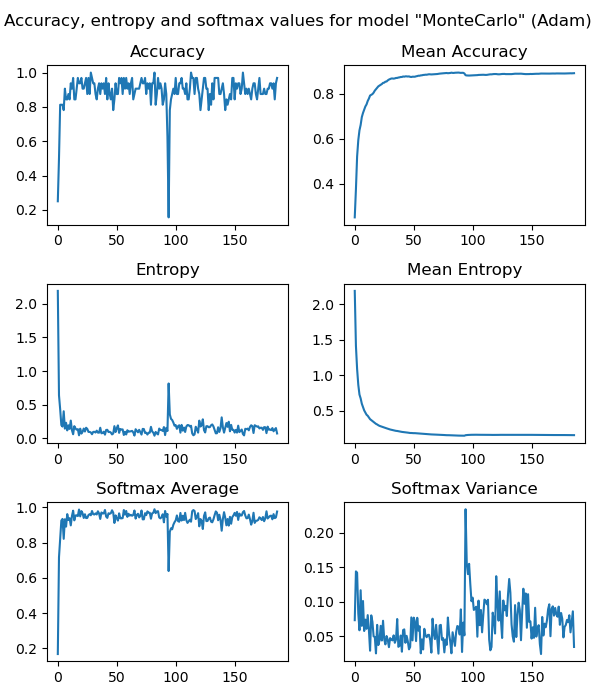 Accuracy, entropy and softmax values for model "MonteCarlo" (Adam)
Accuracy
1.0
0.8
0.6
0.4
0.2
0 50 100 150
Mean Accuracy
0.8
0.6
0.4
0 50 100 150
Entropy
2.0
1.5
1.0
0.5
0.0
0 50 100 150
Mean Entropy
2.0
1.5
1.0
0.5
0 50 100 150
Softmax Average
1.0
0.8
0.6
0.4
0.2
0 50 100 150
Softmax Variance
0.20
0.15
0.10
0.05
0 50 100 150